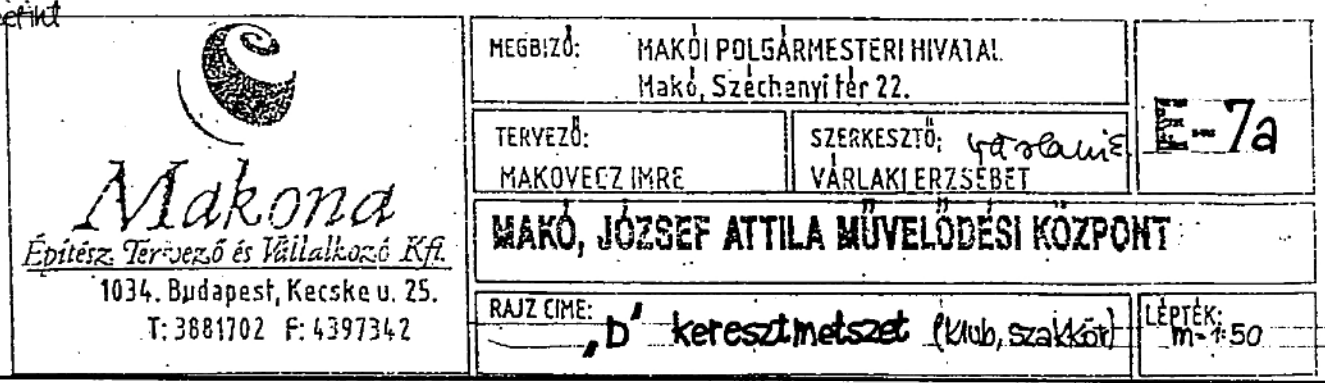 Makona
Építész Tervező és Vállalkozó Kft.
1034. Budapest, Kecske u. 25.
T: 3881702 F: 4397342
MEGBIZÓ: MAKÓI POLGÁRMESTERI HIVATAL
Makó, Széchenyi tér 22.
TERVEZŐ:
MAKOVECZ IMRE
SZERKESZTŐ:
VÁRLAKI ERZSÉBET
E-7a
MAKÓ, JÓZSEF ATTILA MŰVELŐDÉSI KÖZPONT
RAJZ CIME: „D" keresztmetszet (klub, szakkör)
LÉPTÉK:
m-1:50